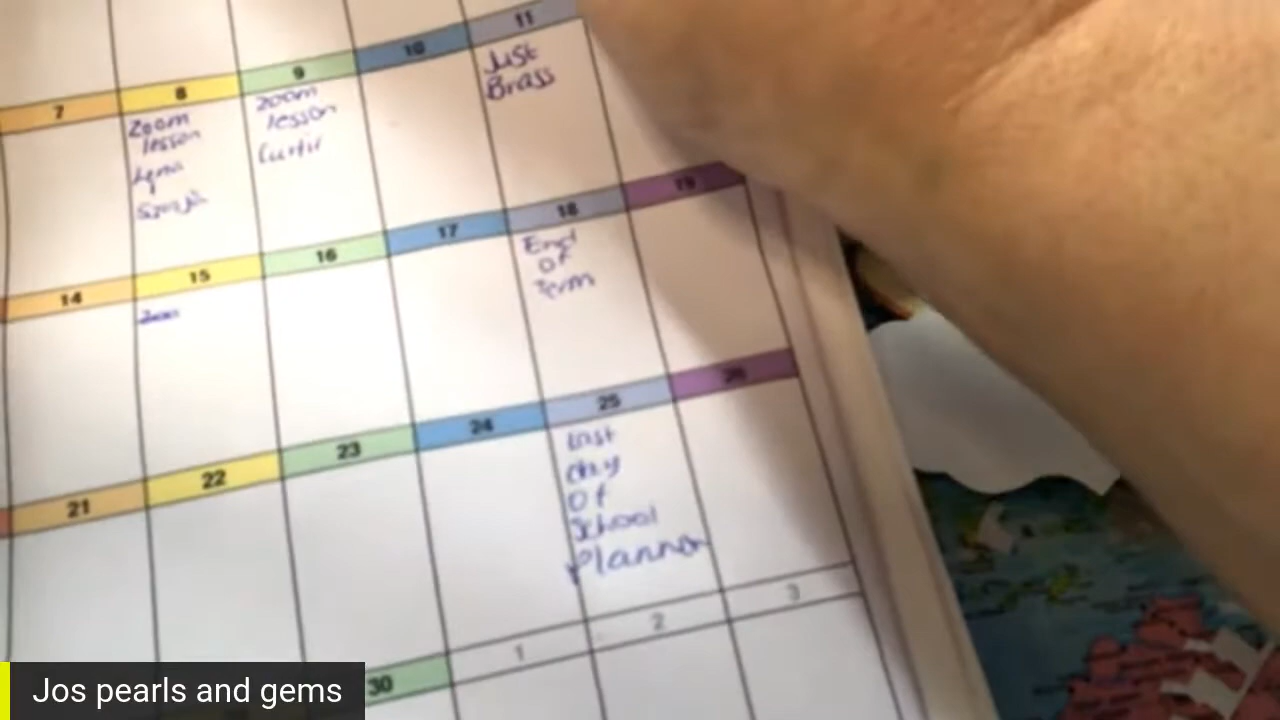 7 8 9 10 11
Zoom
lesson
Zoom
lesson
Curtis
Just
Brass
14 15 16 17 18 19
End
of
Term
21 22 23 24 25 26
Last
day
of
School
Planner
30 1 2 3
Jos pearls and gems